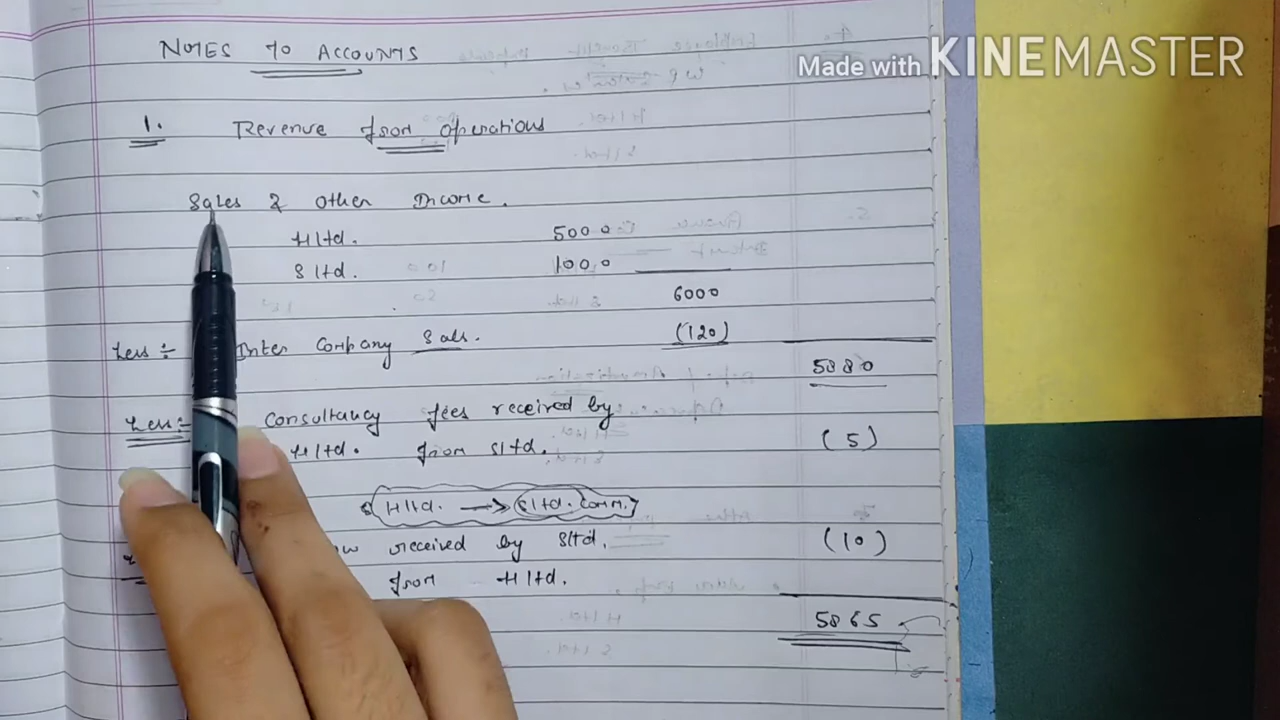 NOTES TO ACCOUNTS
Made with KINEMASTER
1. Revenue from Operations
Sales & other Income.
H ltd. 5000
S ltd. 1000
6000
Less ÷ Inter Company Sals. (120)
5880
Less:- Consultancy fees received by
H ltd. from S ltd. (5)
H ltd. → S ltd. Comm.
received by S ltd. (10)
from H ltd.
5865